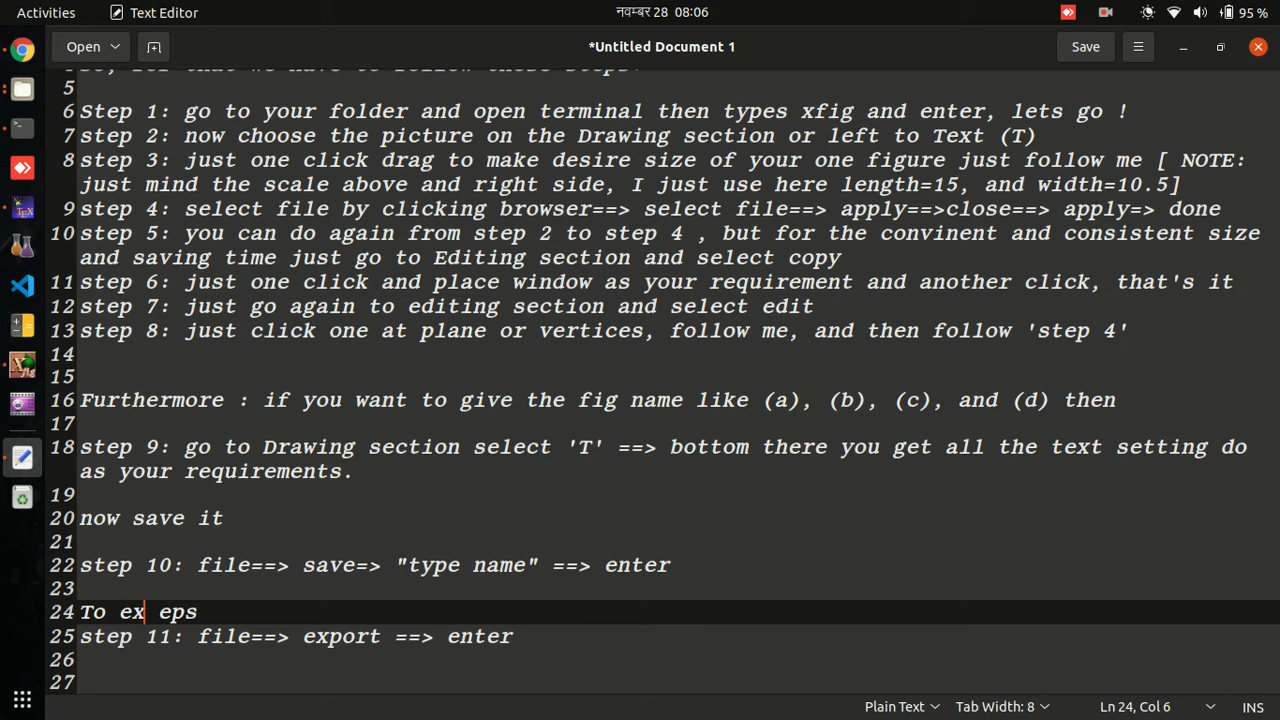 Activities
Text Editor
नवम्बर 28 08:06
95 %
Open
*Untitled Document 1
Save
5
6 Step 1: go to your folder and open terminal then types xfig and enter, lets go !
7 step 2: now choose the picture on the Drawing section or left to Text (T)
8 step 3: just one click drag to make desire size of your one figure just follow me [ NOTE:
just mind the scale above and right side, I just use here length=15, and width=10.5]
9 step 4: select file by clicking browser==> select file==> apply==>close==> apply=> done
10 step 5: you can do again from step 2 to step 4 , but for the convinent and consistent size
and saving time just go to Editing section and select copy
11 step 6: just one click and place window as your requirement and another click, that's it
12 step 7: just go again to editing section and select edit
13 step 8: just click one at plane or vertices, follow me, and then follow 'step 4'
14
15
16 Furthermore : if you want to give the fig name like (a), (b), (c), and (d) then
17
18 step 9: go to Drawing section select 'T' ==> bottom there you get all the text setting do
as your requirements.
19
20 now save it
21
22 step 10: file==> save=> "type name" ==> enter
23
24 To ex eps
25 step 11: file==> export ==> enter
26
27
Plain Text
Tab Width: 8
Ln 24, Col 6
INS